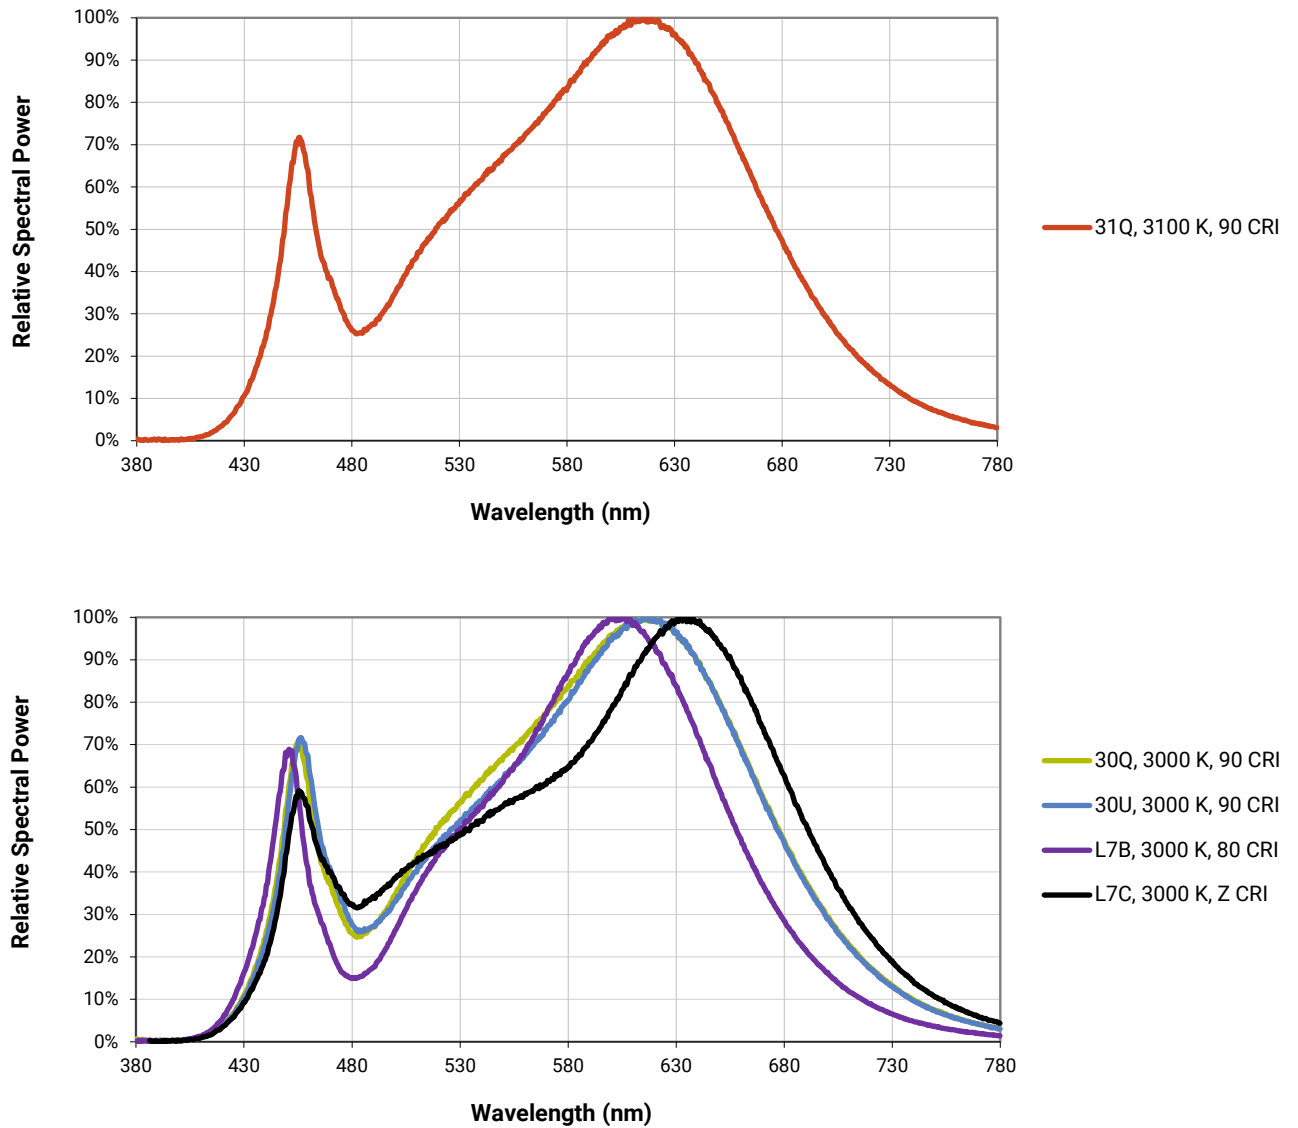 100%
90%
80%
70%
60%
50%
40%
30%
20%
10%
0%
Relative Spectral Power
380 430 480 530 580 630 680 730 780
Wavelength (nm)
31Q, 3100 K, 90 CRI
100%
90%
80%
70%
60%
50%
40%
30%
20%
10%
0%
Relative Spectral Power
380 430 480 530 580 630 680 730 780
Wavelength (nm)
30Q, 3000 K, 90 CRI
30U, 3000 K, 90 CRI
L7B, 3000 K, 80 CRI
L7C, 3000 K, Z CRI